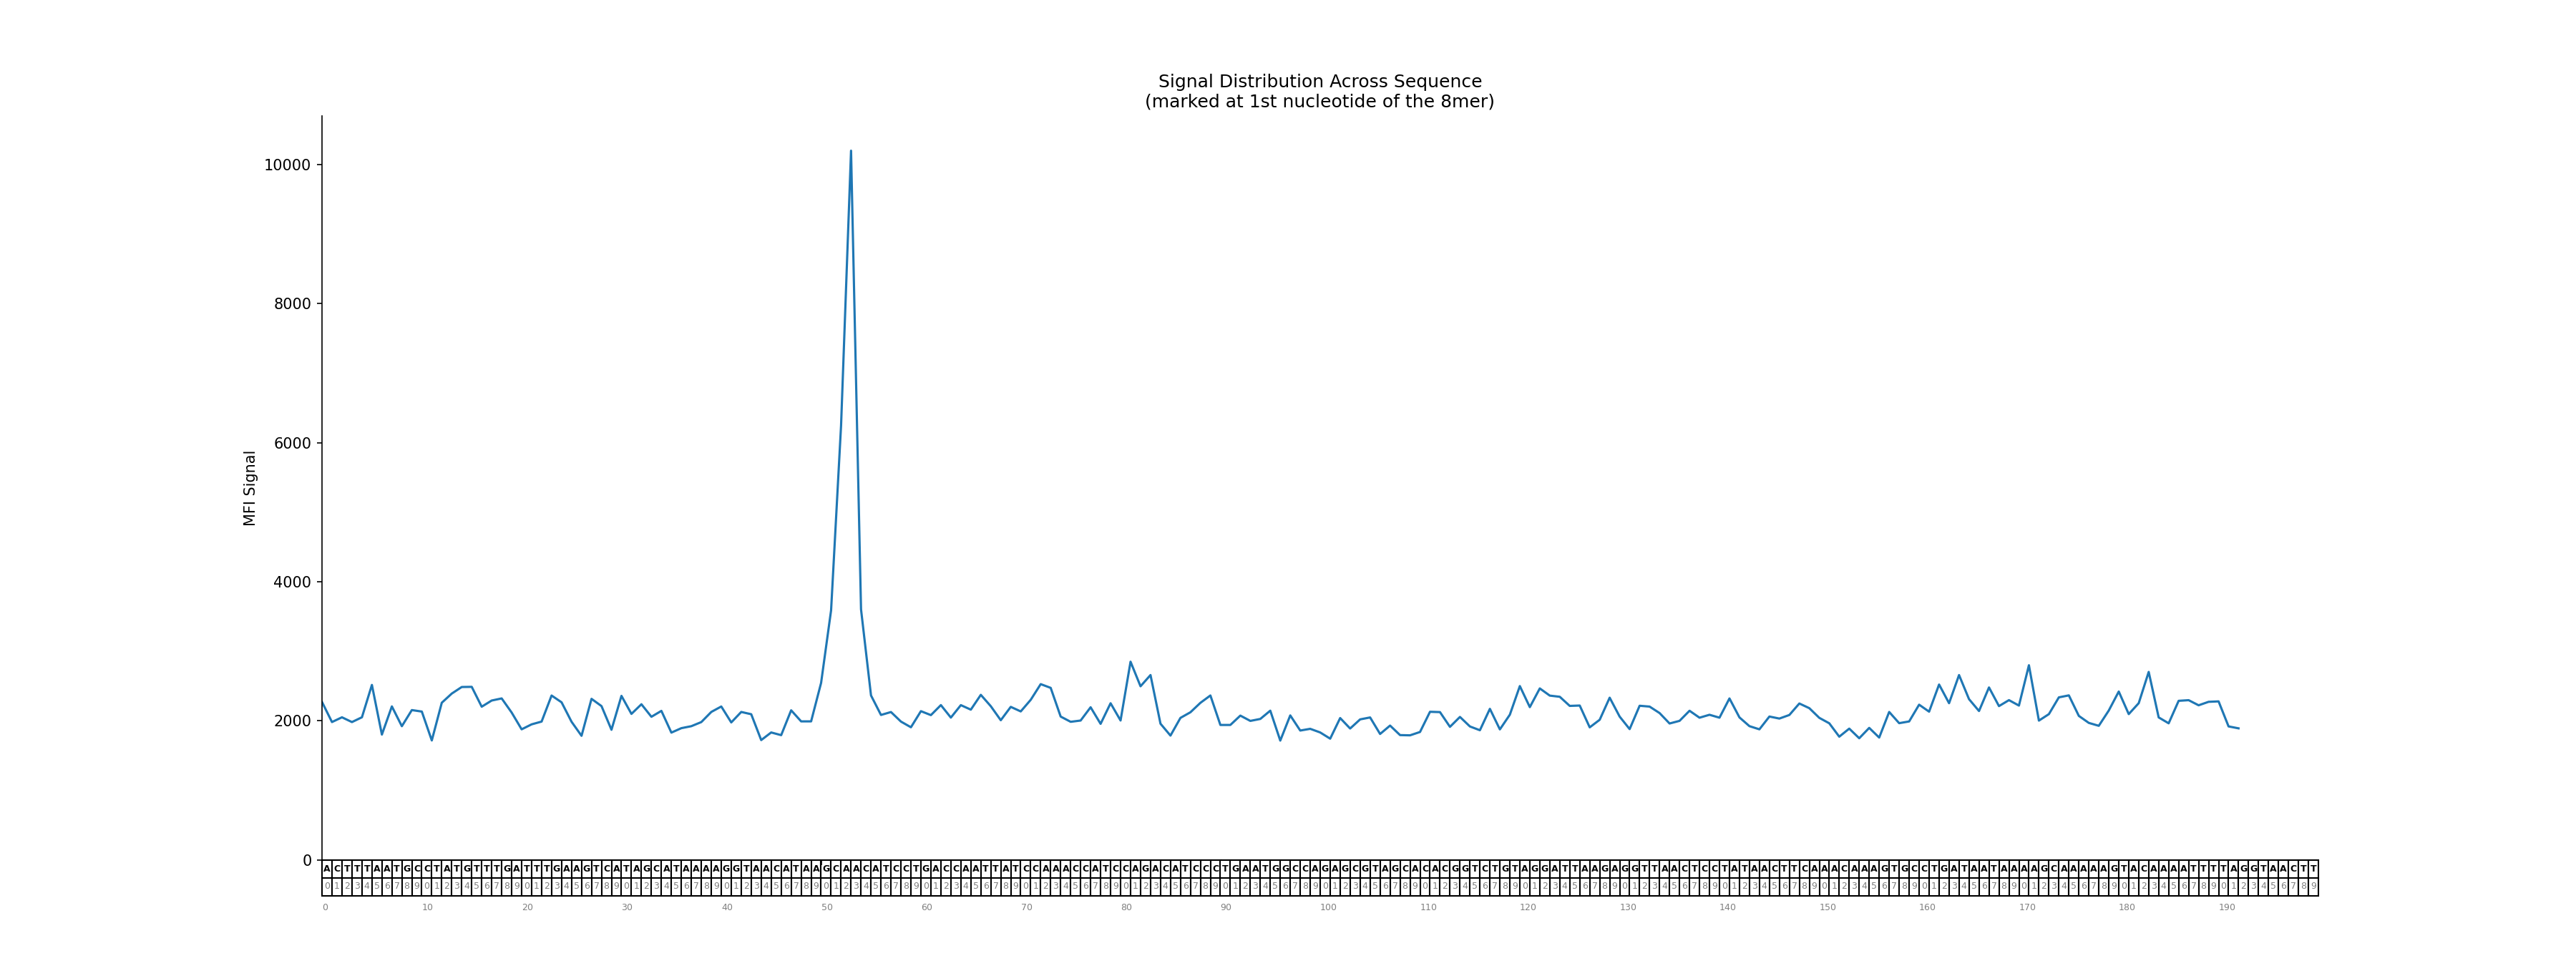 Signal Distribution Across Sequence
(marked at 1st nucleotide of the 8mer)
MFI Signal
10000
8000
6000
4000
2000
0
ACTTTAATGCCTATGTTTGATTTGAAGTCATAGCATAAAAGGTAACATAAGCAACATCCTGACCAATTATCCAAACCATCCAGACATCCCTGAATGGCCAGAGCGTAGCACACGGTCTGTAGGATTAAGAGGTTAACTCCTATAACTTCAAACAAAGTGCCTGATAATAAAAGCAAAAAGTACAAAATTTTAGGTAACTT
01234567890123456789012345678901234567890123456789012345678901234567890123456789012345678901234567890123456789012345678901234567890123456789012345678901234567890123456789012345678901234567890123456789
0 10 20 30 40 50 60 70 80 90 100 110 120 130 140 150 160 170 180 190